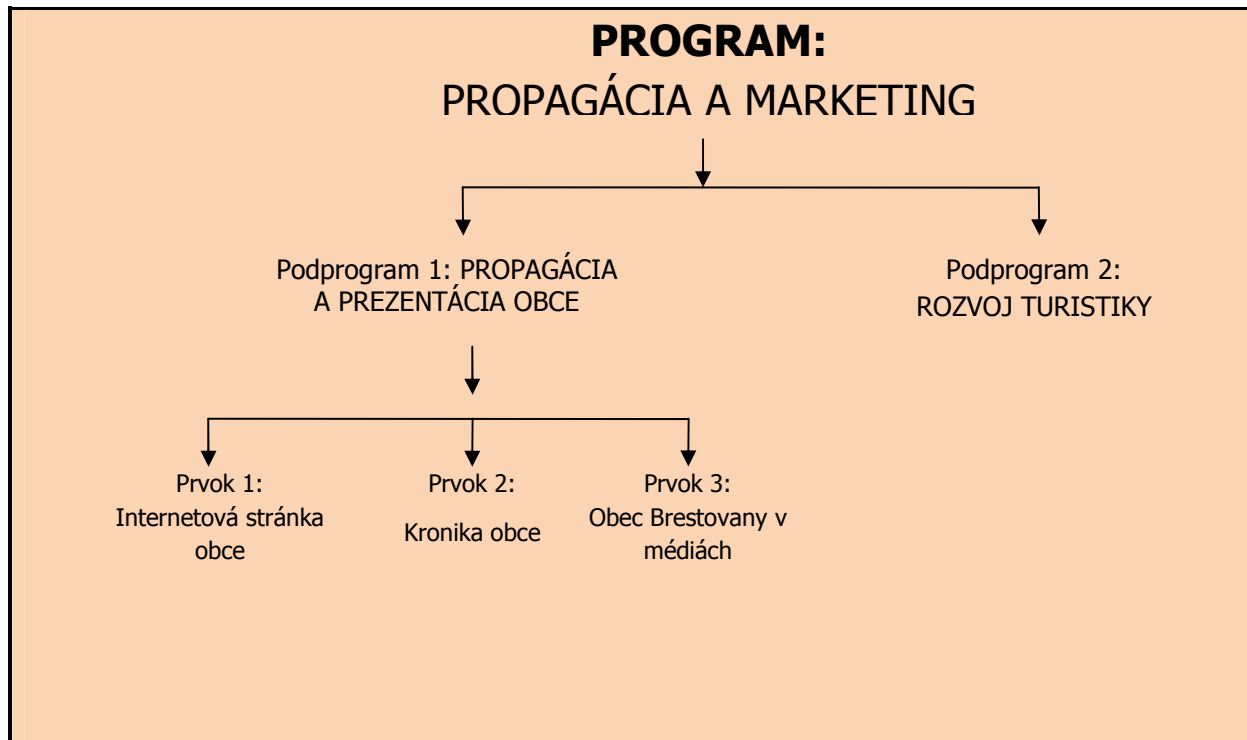 PROGRAM:
PROPAGÁCIA A MARKETING
Podprogram 1: PROPAGÁCIA
A PREZENTÁCIA OBCE
Podprogram 2:
ROZVOJ TURISTIKY
Prvok 1:
Internetová stránka
obce
Prvok 2:
Kronika obce
Prvok 3:
Obec Brestovany v
médiách